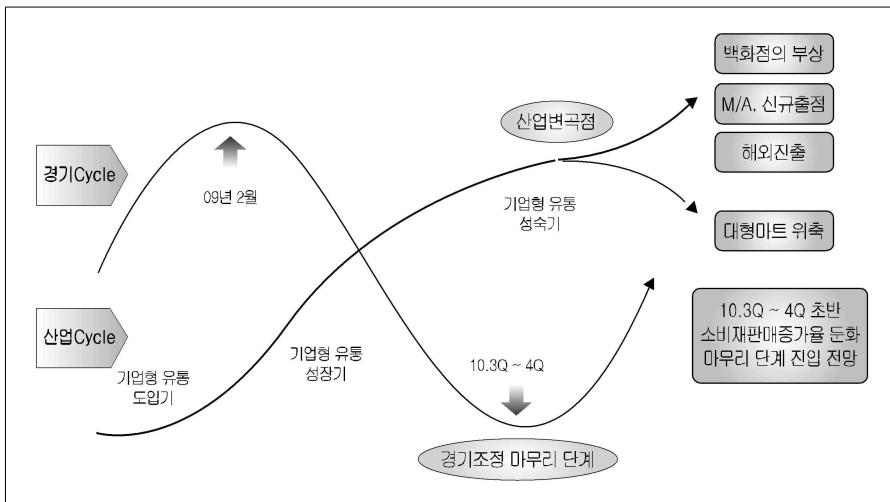 백화점의 부상
M/A, 신규출점
해외진출
산업변곡점
경기Cycle
09년 2월
기업형 유통
성숙기
대형마트 위축
산업Cycle
기업형 유통
도입기
기업형 유통
성장기
10.3Q ~ 4Q
10.3Q ~ 4Q 초반
소비재판매증가율 둔화
마무리 단계 진입 전망
경기조정 마무리 단계